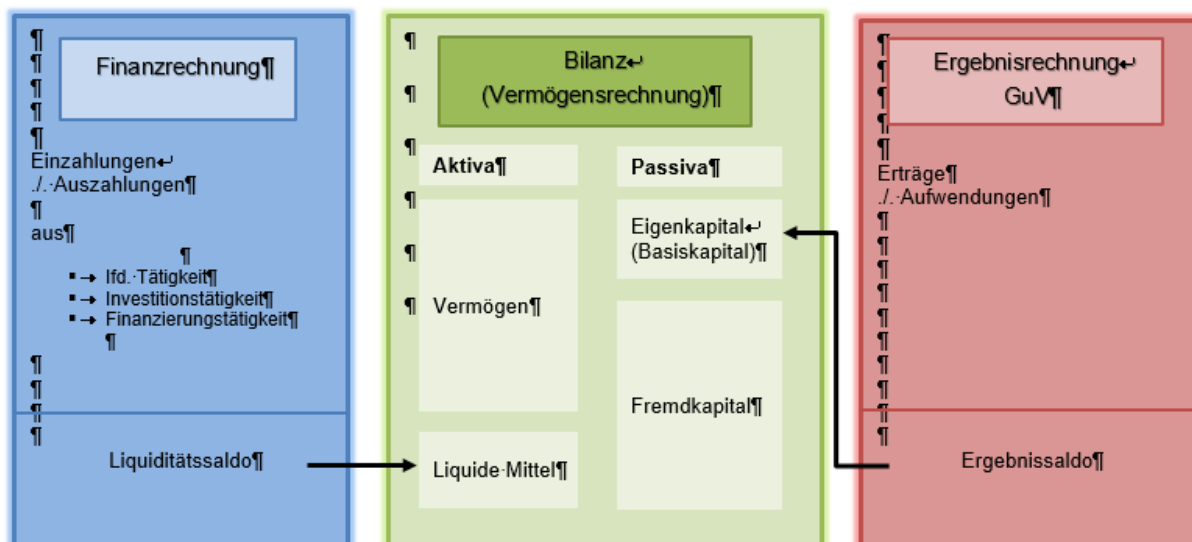 Finanzrechnung¶
Einzahlungen↵
./.·Auszahlungen¶
aus¶
▪→ lfd.·Tätigkeit¶
▪→ Investitionstätigkeit¶
▪→ Finanzierungstätigkeit¶
Liquiditätssaldo¶
Bilanz↵
(Vermögensrechnung)¶
Aktiva¶
Passiva¶
Vermögen¶
Liquide·Mittel¶
Eigenkapital↵
(Basiskapital)¶
Fremdkapital¶
Ergebnisrechnung↵
GuV¶
Erträge¶
./.·Aufwendungen¶
Ergebnissaldo¶